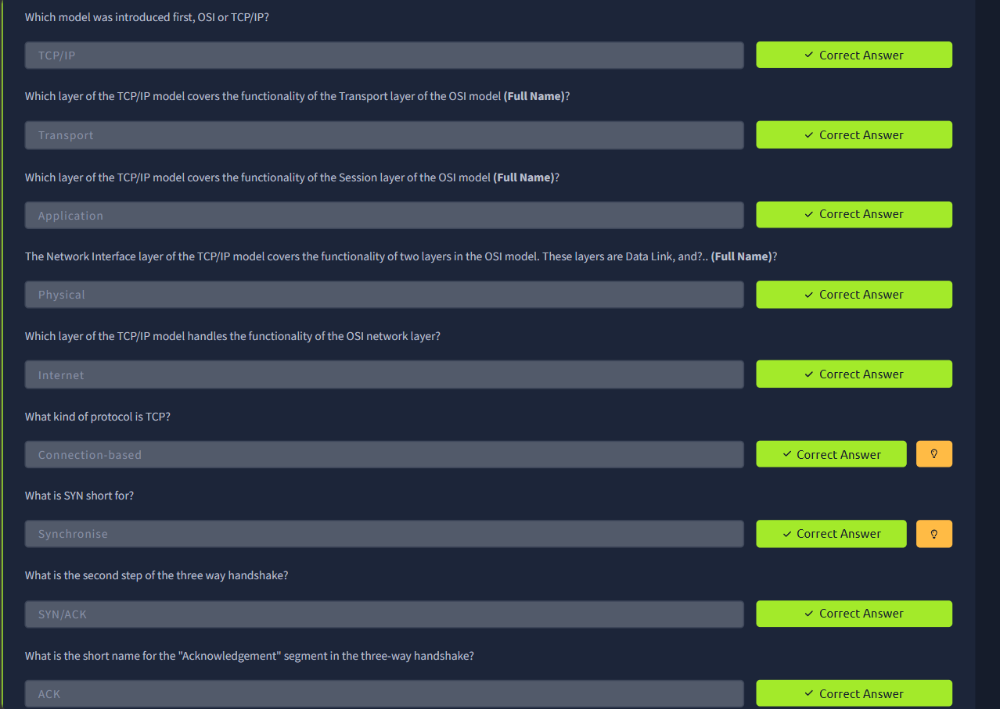 Which model was introduced first, OSI or TCP/IP?
TCP/IP
Correct Answer
Which layer of the TCP/IP model covers the functionality of the Transport layer of the OSI model (Full Name)?
Transport
Correct Answer
Which layer of the TCP/IP model covers the functionality of the Session layer of the OSI model (Full Name)?
Application
Correct Answer
The Network Interface layer of the TCP/IP model covers the functionality of two layers in the OSI model. These layers are Data Link, and?.. (Full Name)?
Physical
Correct Answer
Which layer of the TCP/IP model handles the functionality of the OSI network layer?
Internet
Correct Answer
What kind of protocol is TCP?
Connection-based
Correct Answer
What is SYN short for?
Synchronise
Correct Answer
What is the second step of the three way handshake?
SYN/ACK
Correct Answer
What is the short name for the "Acknowledgement" segment in the three-way handshake?
ACK
Correct Answer